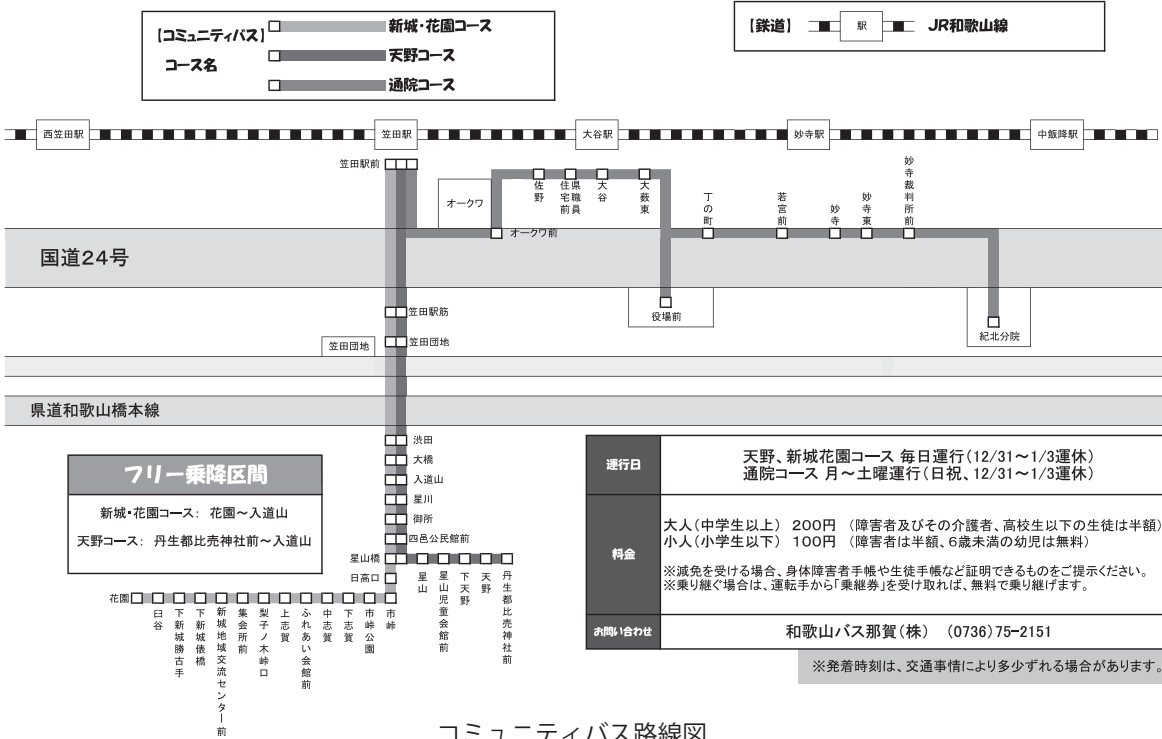 【コミュニティバス】
コース名
新城・花園コース
天野コース
通院コース
【鉄道】 駅 JR和歌山線
西笠田駅
笠田駅
大谷駅
妙寺駅
中飯降駅
笠田駅前
オークワ
オークワ前
佐野
県職員
住宅前
大谷
大薮東
丁の町
若宮前
妙寺
妙寺東
妙寺裁判所前
国道24号
役場前
紀北分院
笠田駅筋
笠田団地
笠田団地
県道和歌山橋本線
渋田
大橋
入道山
星川
御所
四邑公民館前
星山橋
星山
星山児童会館前
下天野
天野
丹生都比売神社前
日高口
花園
臼谷
下新城勝古手
下新城俵橋
新城地域交流センター前
集会所前
梨子ノ木峠口
上志賀
ふれあい会館前
中志賀
下志賀
市峠公園
市峠
フリー乗降区間
新城・花園コース: 花園～入道山
天野コース: 丹生都比売神社前～入道山
運行日
天野、新城花園コース 毎日運行(12/31～1/3運休)
通院コース 月～土曜運行(日祝、12/31～1/3運休)
料金
大人(中学生以上) 200円 (障害者及びその介護者、高校生以下の生徒は半額)
小人(小学生以下) 100円 (障害者は半額、6歳未満の幼児は無料)
※減免を受ける場合、身体障害者手帳や生徒手帳など証明できるものをご提示ください。
※乗り継ぐ場合は、運転手から「乗継券」を受け取れば、無料で乗り継げます。
お問い合わせ
和歌山バス那賀(株) (0736)75-2151
※発着時刻は、交通事情により多少ずれる場合があります。
コミュニティバス路線図